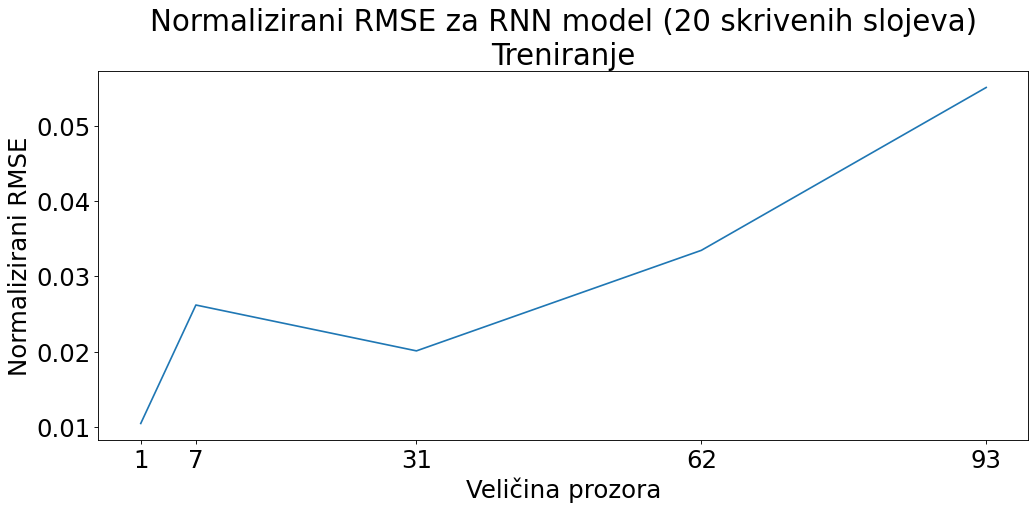 Normalizirani RMSE za RNN model (20 skrivenih slojeva)
Treniranje
Normalizirani RMSE
0.05
0.04
0.03
0.02
0.01
1 7 31 62 93
Veličina prozora